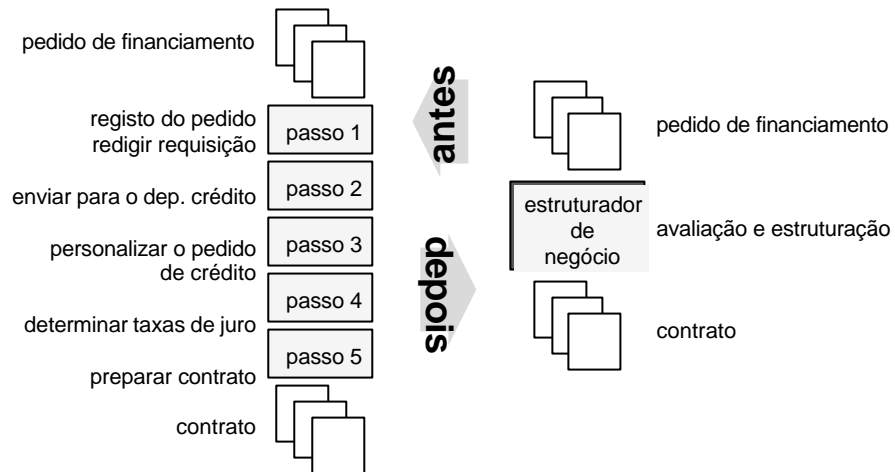 pedido de financiamento
registo do pedido
redigir requisição
passo 1
enviar para o dep. crédito
passo 2
personalizar o pedido
de crédito
passo 3
determinar taxas de juro
passo 4
preparar contrato
passo 5
contrato
antes
depois
pedido de financiamento
estruturador
de
negócio
avaliação e estruturação
contrato